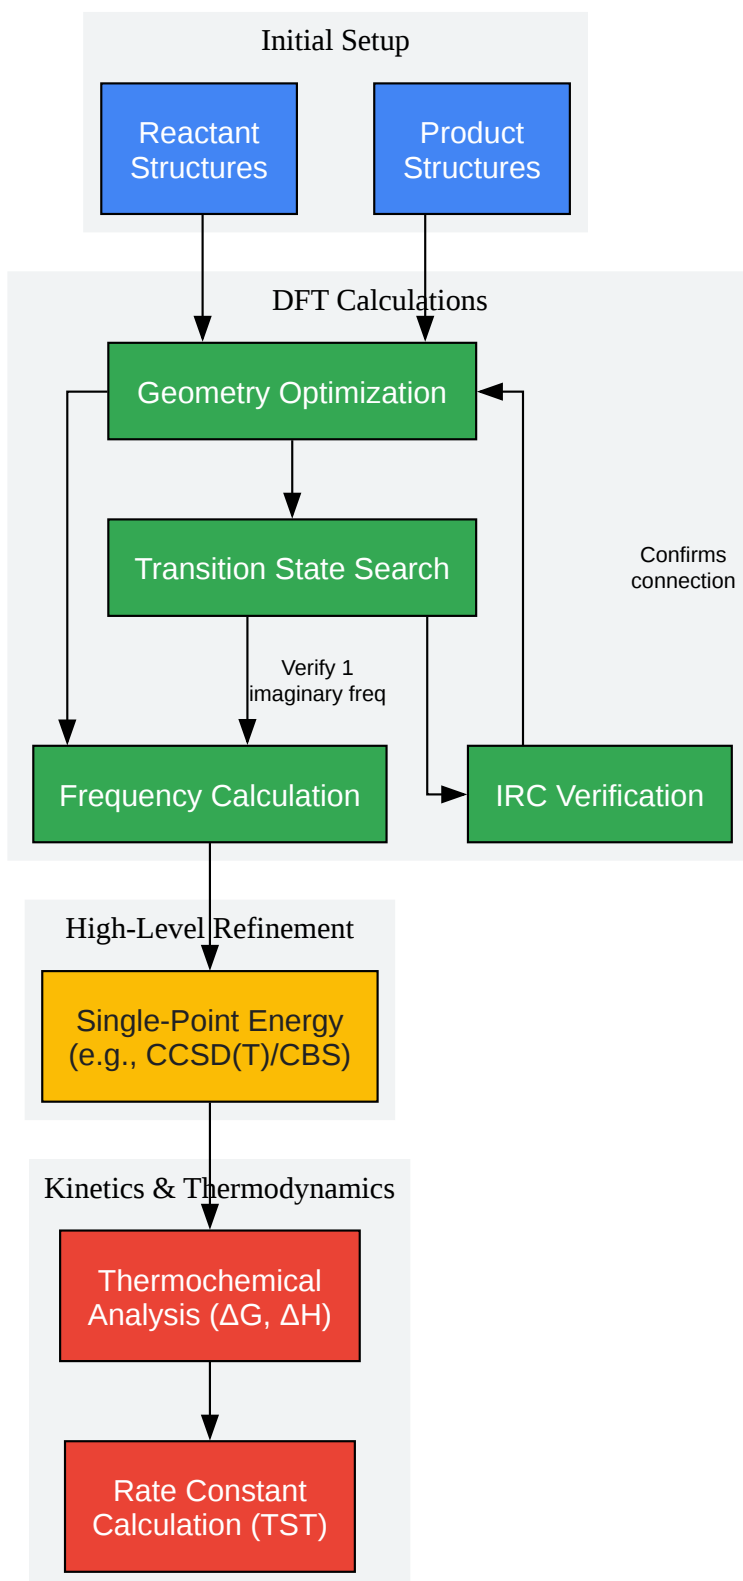 Initial Setup
Reactant
Structures
Product
Structures
DFT Calculations
Geometry Optimization
Transition State Search
Confirms
connection
Verify 1
imaginary freq
Frequency Calculation
IRC Verification
High-Level Refinement
Single-Point Energy
(e.g., CCSD(T)/CBS)
Kinetics & Thermodynamics
Thermochemical
Analysis (ΔG, ΔH)
Rate Constant
Calculation (TST)